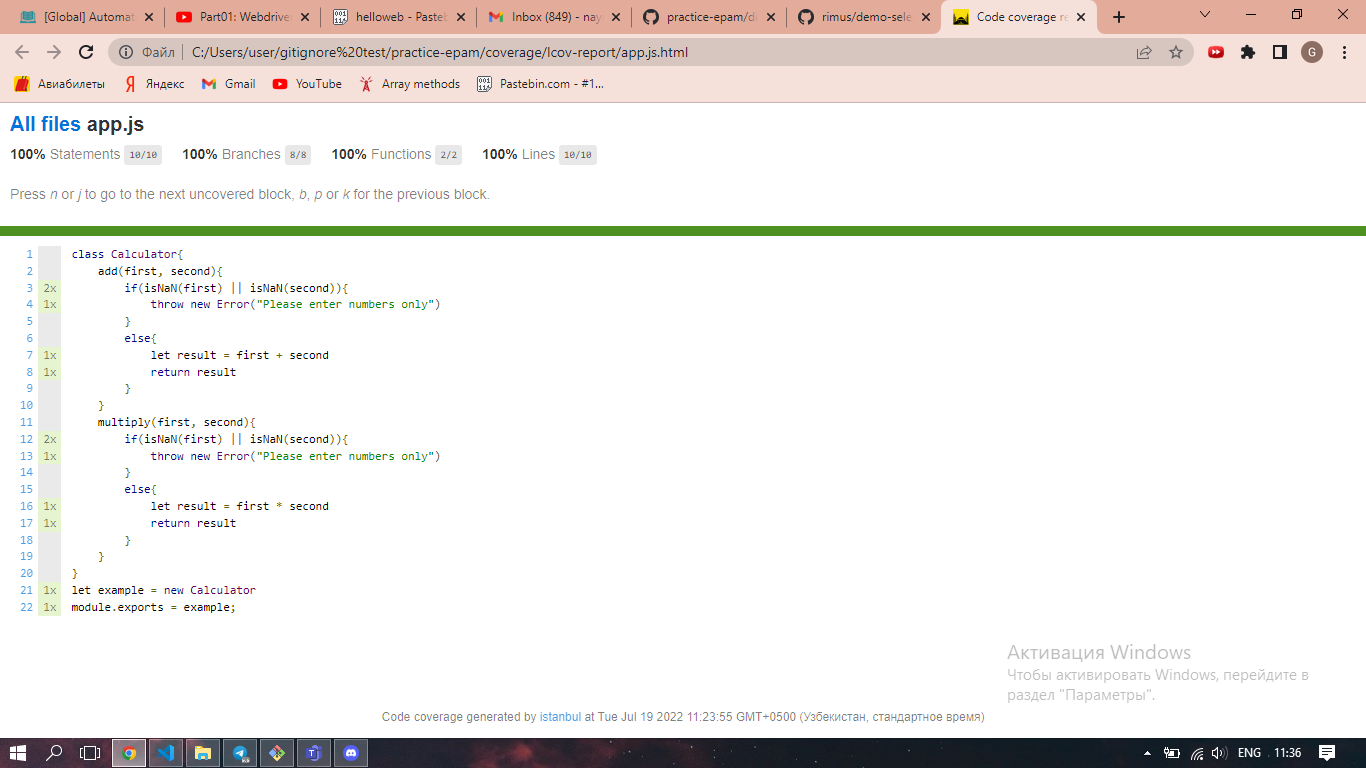 [Global] Automat
Part01: Webdrive
helloweb - Pasteb
Inbox (849) - nay
practice-epam/di
rimus/demo-sele
Code coverage re
Файл
C:/Users/user/gitignore%20test/practice-epam/coverage/lcov-report/app.js.html
G
Авиабилеты
Яндекс
Gmail
YouTube
Array methods
Pastebin.com - #1...
All files app.js
100% Statements 10/10 100% Branches 8/8 100% Functions 2/2 100% Lines 10/10
Press n or j to go to the next uncovered block, b, p or k for the previous block.
1 class Calculator{
2 add(first, second){
3 2x if(isNaN(first) || isNaN(second)){
4 1x throw new Error("Please enter numbers only")
5 }
6 else{
7 1x let result = first + second
8 1x return result
9 }
10 }
11 multiply(first, second){
12 2x if(isNaN(first) || isNaN(second)){
13 1x throw new Error("Please enter numbers only")
14 }
15 else{
16 1x let result = first * second
17 1x return result
18 }
19 }
20 }
21 1x let example = new Calculator
22 1x module.exports = example;
Активация Windows
Чтобы активировать Windows, перейдите в
раздел "Параметры".
Code coverage generated by istanbul at Tue Jul 19 2022 11:23:55 GMT+0500 (Узбекистан, стандартное время)
ENG 11:36